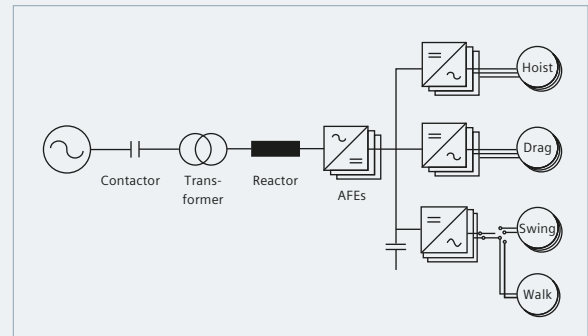 Hoist
Drag
Contactor
Trans-
former
Reactor
AFEs
Swing
Walk